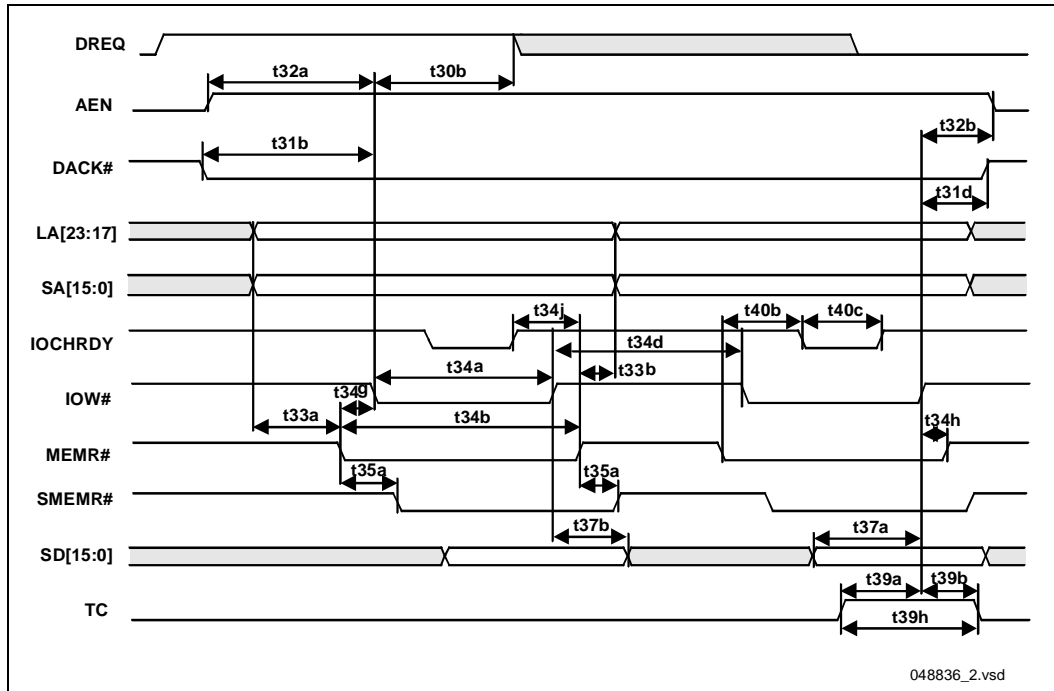 DREQ
t32a
t30b
AEN
t32b
t31b
DACK#
t31d
LA[23:17]
SA[15:0]
t34j
t40b
t40c
IOCHRDY
t34d
t34a
t33b
IOW#
t34g
t33a
t34b
t34h
MEMR#
t35a
t35a
SMEMR#
t37b
t37a
SD[15:0]
t39a
t39b
TC
t39h
048836_2.vsd